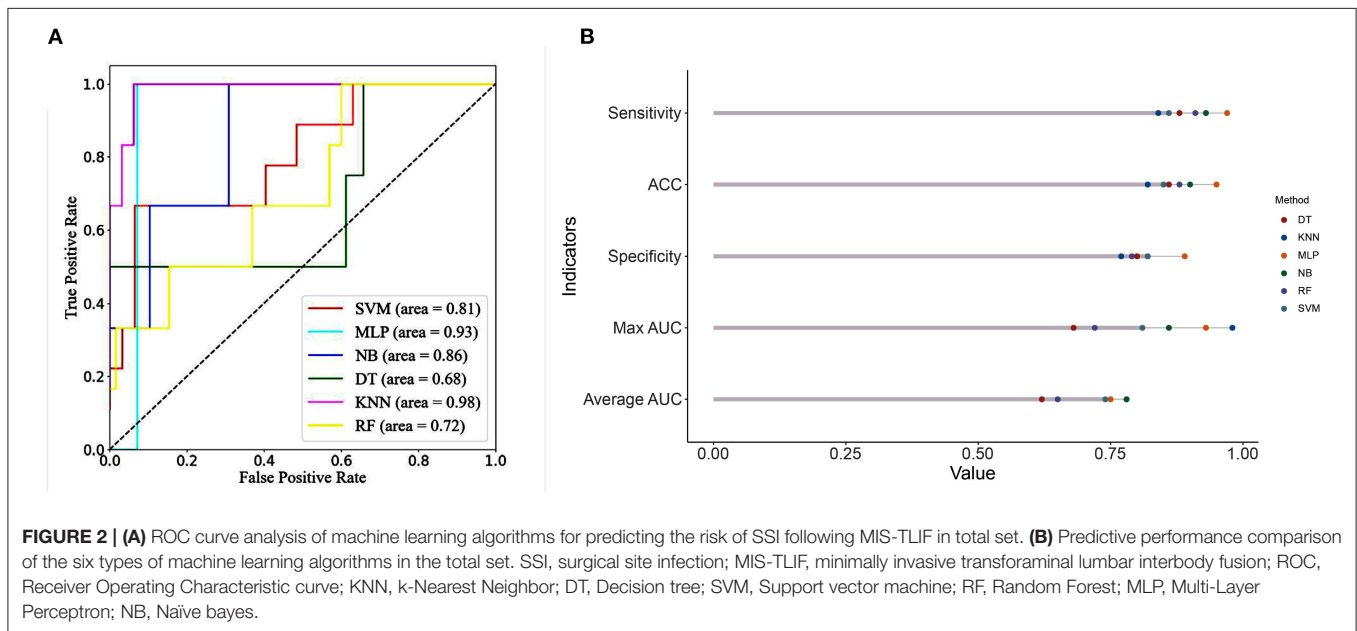 A
True Positive Rate
1.0
0.8
0.6
0.4
0.2
0.0
SVM (area = 0.81)
MLP (area = 0.93)
NB (area = 0.86)
DT (area = 0.68)
KNN (area = 0.98)
RF (area = 0.72)
0.0 0.2 0.4 0.6 0.8 1.0
False Positive Rate
B
Indicators
Sensitivity
ACC
Specificity
Max AUC
Average AUC
0.00 0.25 0.50 0.75 1.00
Value
Method
DT
KNN
MLP
NB
RF
SVM
FIGURE 2 | (A) ROC curve analysis of machine learning algorithms for predicting the risk of SSI following MIS-TLIF in total set. (B) Predictive performance comparison
of the six types of machine learning algorithms in the total set. SSI, surgical site infection; MIS-TLIF, minimally invasive transforaminal lumbar interbody fusion; ROC,
Receiver Operating Characteristic curve; KNN, k-Nearest Neighbor; DT, Decision tree; SVM, Support vector machine; RF, Random Forest; MLP, Multi-Layer
Perceptron; NB, Naïve bayes.